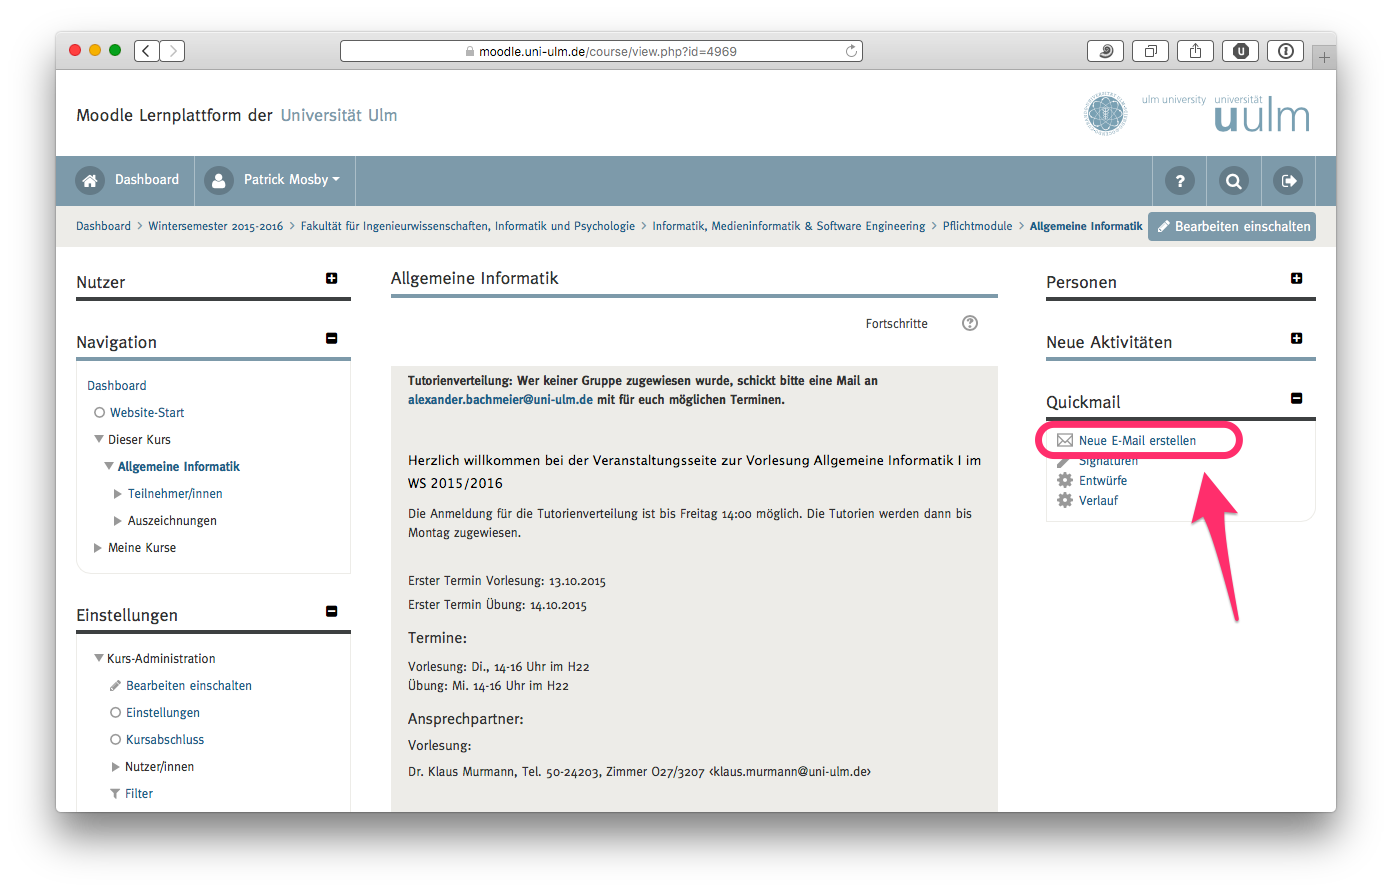 moodle.uni-ulm.de/course/view.php?id=4969
Moodle Lernplattform der Universität Ulm
ulm university universität
uulm
Dashboard
Patrick Mosby
?
Dashboard > Wintersemester 2015-2016 > Fakultät für Ingenieurwissenschaften, Informatik und Psychologie > Informatik, Medieninformatik & Software Engineering > Pflichtmodule > Allgemeine Informatik
Bearbeiten einschalten
Nutzer
Navigation
Dashboard
Website-Start
Dieser Kurs
Allgemeine Informatik
Teilnehmer/innen
Auszeichnungen
Meine Kurse
Einstellungen
Kurs-Administration
Bearbeiten einschalten
Einstellungen
Kursabschluss
Nutzer/innen
Filter
Allgemeine Informatik
Fortschritte
?
Tutorienverteilung: Wer keiner Gruppe zugewiesen wurde, schickt bitte eine Mail an
alexander.bachmeier@uni-ulm.de mit für euch möglichen Terminen.
Herzlich willkommen bei der Veranstaltungsseite zur Vorlesung Allgemeine Informatik I im
WS 2015/2016
Die Anmeldung für die Tutorienverteilung ist bis Freitag 14:00 möglich. Die Tutorien werden dann bis
Montag zugewiesen.
Erster Termin Vorlesung: 13.10.2015
Erster Termin Übung: 14.10.2015
Termine:
Vorlesung: Di., 14-16 Uhr im H22
Übung: Mi. 14-16 Uhr im H22
Ansprechpartner:
Vorlesung:
Dr. Klaus Murmann, Tel. 50-24203, Zimmer O27/3207 <klaus.murmann@uni-ulm.de>
Personen
Neue Aktivitäten
Quickmail
Neue E-Mail erstellen
Signaturen
Entwürfe
Verlauf